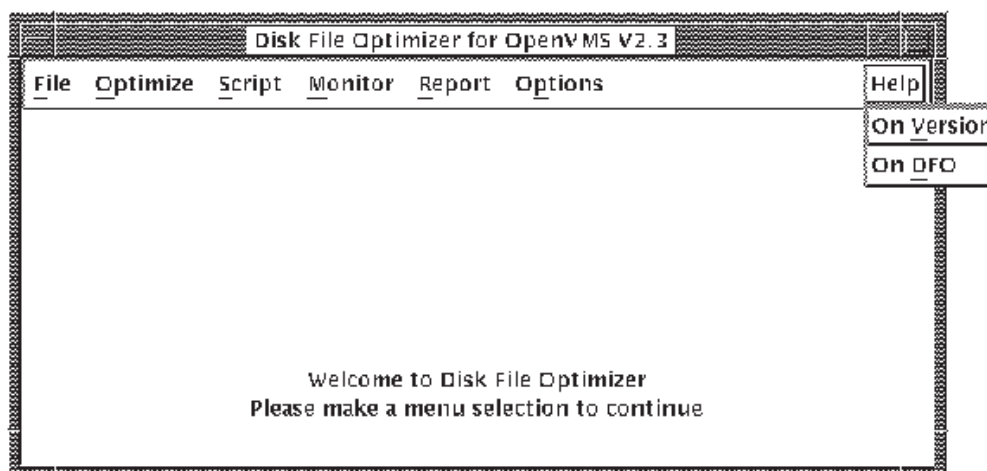 Disk File Optimizer for OpenVMS V2.3
File Optimize Script Monitor Report Options Help
On Version
On DFO
Welcome to Disk File Optimizer
Please make a menu selection to continue